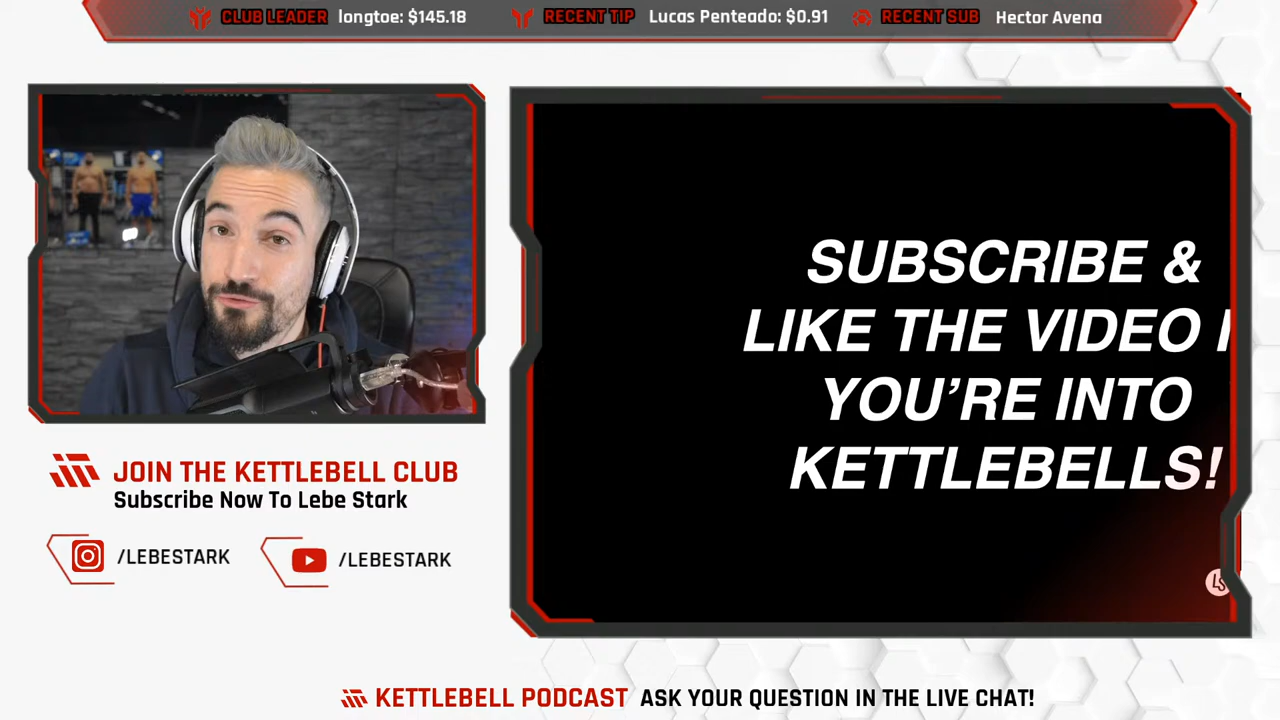 CLUB LEADER longtoe: $145.18 RECENT TIP Lucas Penteado: $0.91 RECENT SUB Hector Avena
SUBSCRIBE &
LIKE THE VIDEO
YOU'RE INTO
KETTLEBELLS!
LS
JOIN THE KETTLEBELL CLUB
Subscribe Now To Lebe Stark
/LEBESTARK /LEBESTARK
KETTLEBELL PODCAST ASK YOUR QUESTION IN THE LIVE CHAT!